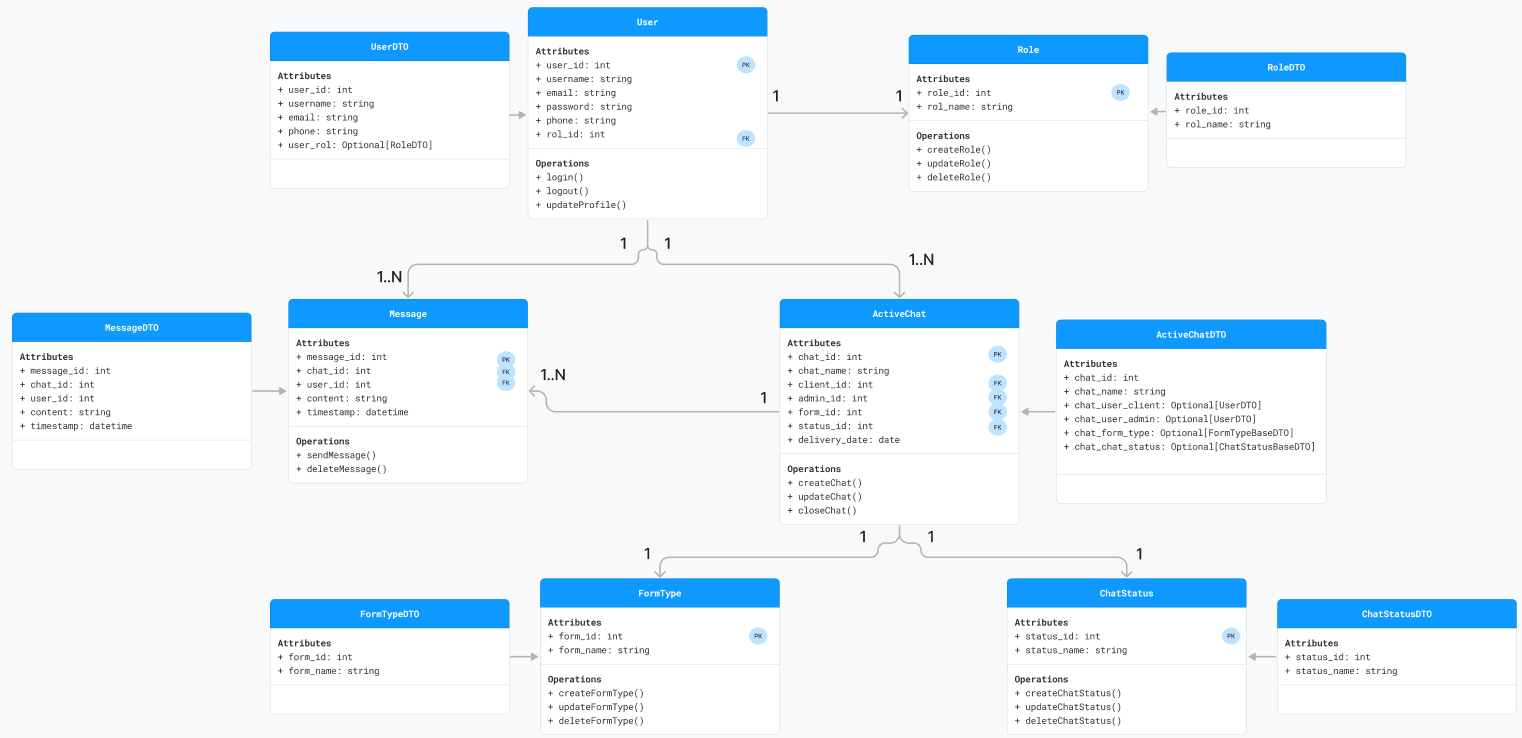 User
Attributes
+ user_id: int
PK
+ username: string
+ email: string
+ password: string
+ phone: string
+ rol_id: int
FK
Operations
+ login()
+ logout()
+ updateProfile()
UserDTO
Attributes
+ user_id: int
+ username: string
+ email: string
+ phone: string
+ user_rol: Optional[RoleDTO]
1
1
Role
Attributes
+ role_id: int
PK
+ rol_name: string
Operations
+ createRole()
+ updateRole()
+ deleteRole()
RoleDTO
Attributes
+ role_id: int
+ rol_name: string
1
1
1..N
1..N
MessageDTO
Attributes
+ message_id: int
+ chat_id: int
+ user_id: int
+ content: string
+ timestamp: datetime
Message
Attributes
+ message_id: int
PK
+ chat_id: int
FK
+ user_id: int
FK
+ content: string
+ timestamp: datetime
Operations
+ sendMessage()
+ deleteMessage()
1..N
1
ActiveChat
Attributes
+ chat_id: int
PK
+ chat_name: string
+ client_id: int
FK
+ admin_id: int
FK
+ form_id: int
FK
+ status_id: int
FK
+ delivery_date: date
Operations
+ createChat()
+ updateChat()
+ closeChat()
ActiveChatDTO
Attributes
+ chat_id: int
+ chat_name: string
+ chat_user_client: Optional[UserDTO]
+ chat_user_admin: Optional[UserDTO]
+ chat_form_type: Optional[FormTypeBaseDTO]
+ chat_chat_status: Optional[ChatStatusBaseDTO]
1
1
1
1
FormTypeDTO
Attributes
+ form_id: int
+ form_name: string
FormType
Attributes
+ form_id: int
PK
+ form_name: string
Operations
+ createFormType()
+ updateFormType()
+ deleteFormType()
ChatStatus
Attributes
+ status_id: int
PK
+ status_name: string
Operations
+ createChatStatus()
+ updateChatStatus()
+ deleteChatStatus()
ChatStatusDTO
Attributes
+ status_id: int
+ status_name: string